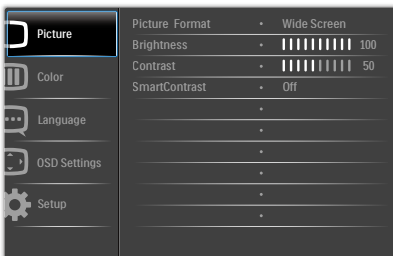 Picture
Color
Language
OSD Settings
Setup
Picture Format • Wide Screen
Brightness • 100
Contrast • 50
SmartContrast • Off
•
•
•
•
•
•